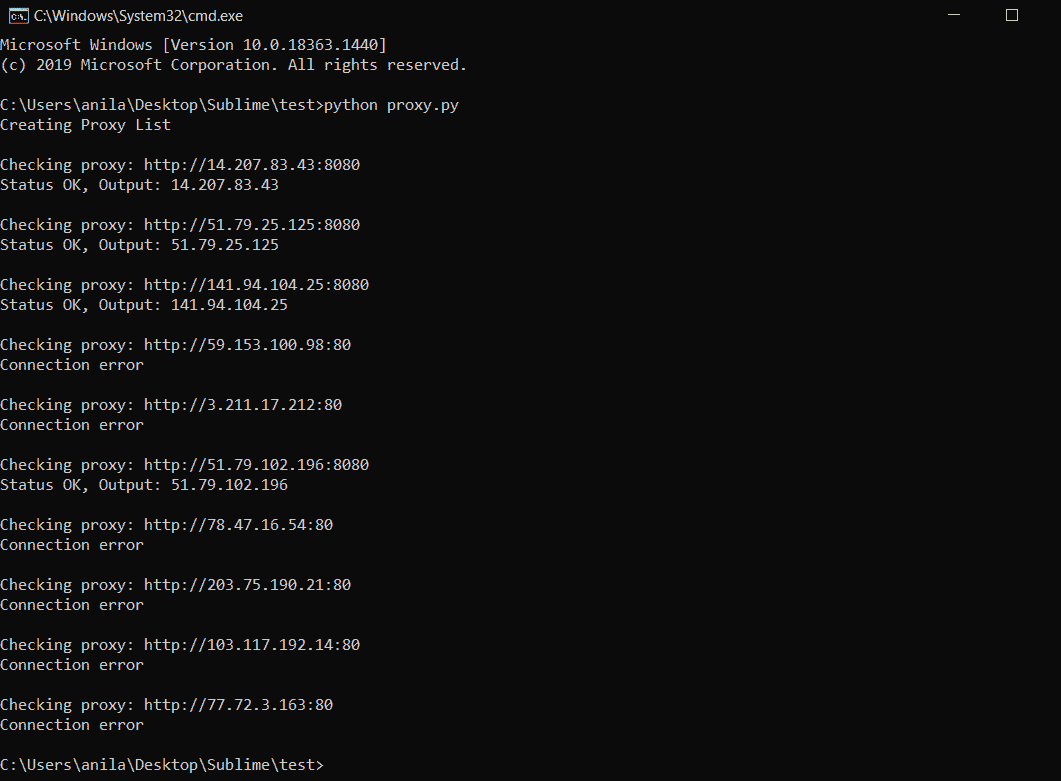 C:\Windows\System32\cmd.exe
Microsoft Windows [Version 10.0.18363.1440]
(c) 2019 Microsoft Corporation. All rights reserved.
C:\Users\anila\Desktop\Sublime\test>python proxy.py
Creating Proxy List
Checking proxy: http://14.207.83.43:8080
Status OK, Output: 14.207.83.43
Checking proxy: http://51.79.25.125:8080
Status OK, Output: 51.79.25.125
Checking proxy: http://141.94.104.25:8080
Status OK, Output: 141.94.104.25
Checking proxy: http://59.153.100.98:80
Connection error
Checking proxy: http://3.211.17.212:80
Connection error
Checking proxy: http://51.79.102.196:8080
Status OK, Output: 51.79.102.196
Checking proxy: http://78.47.16.54:80
Connection error
Checking proxy: http://203.75.190.21:80
Connection error
Checking proxy: http://103.117.192.14:80
Connection error
Checking proxy: http://77.72.3.163:80
Connection error
C:\Users\anila\Desktop\Sublime\test>